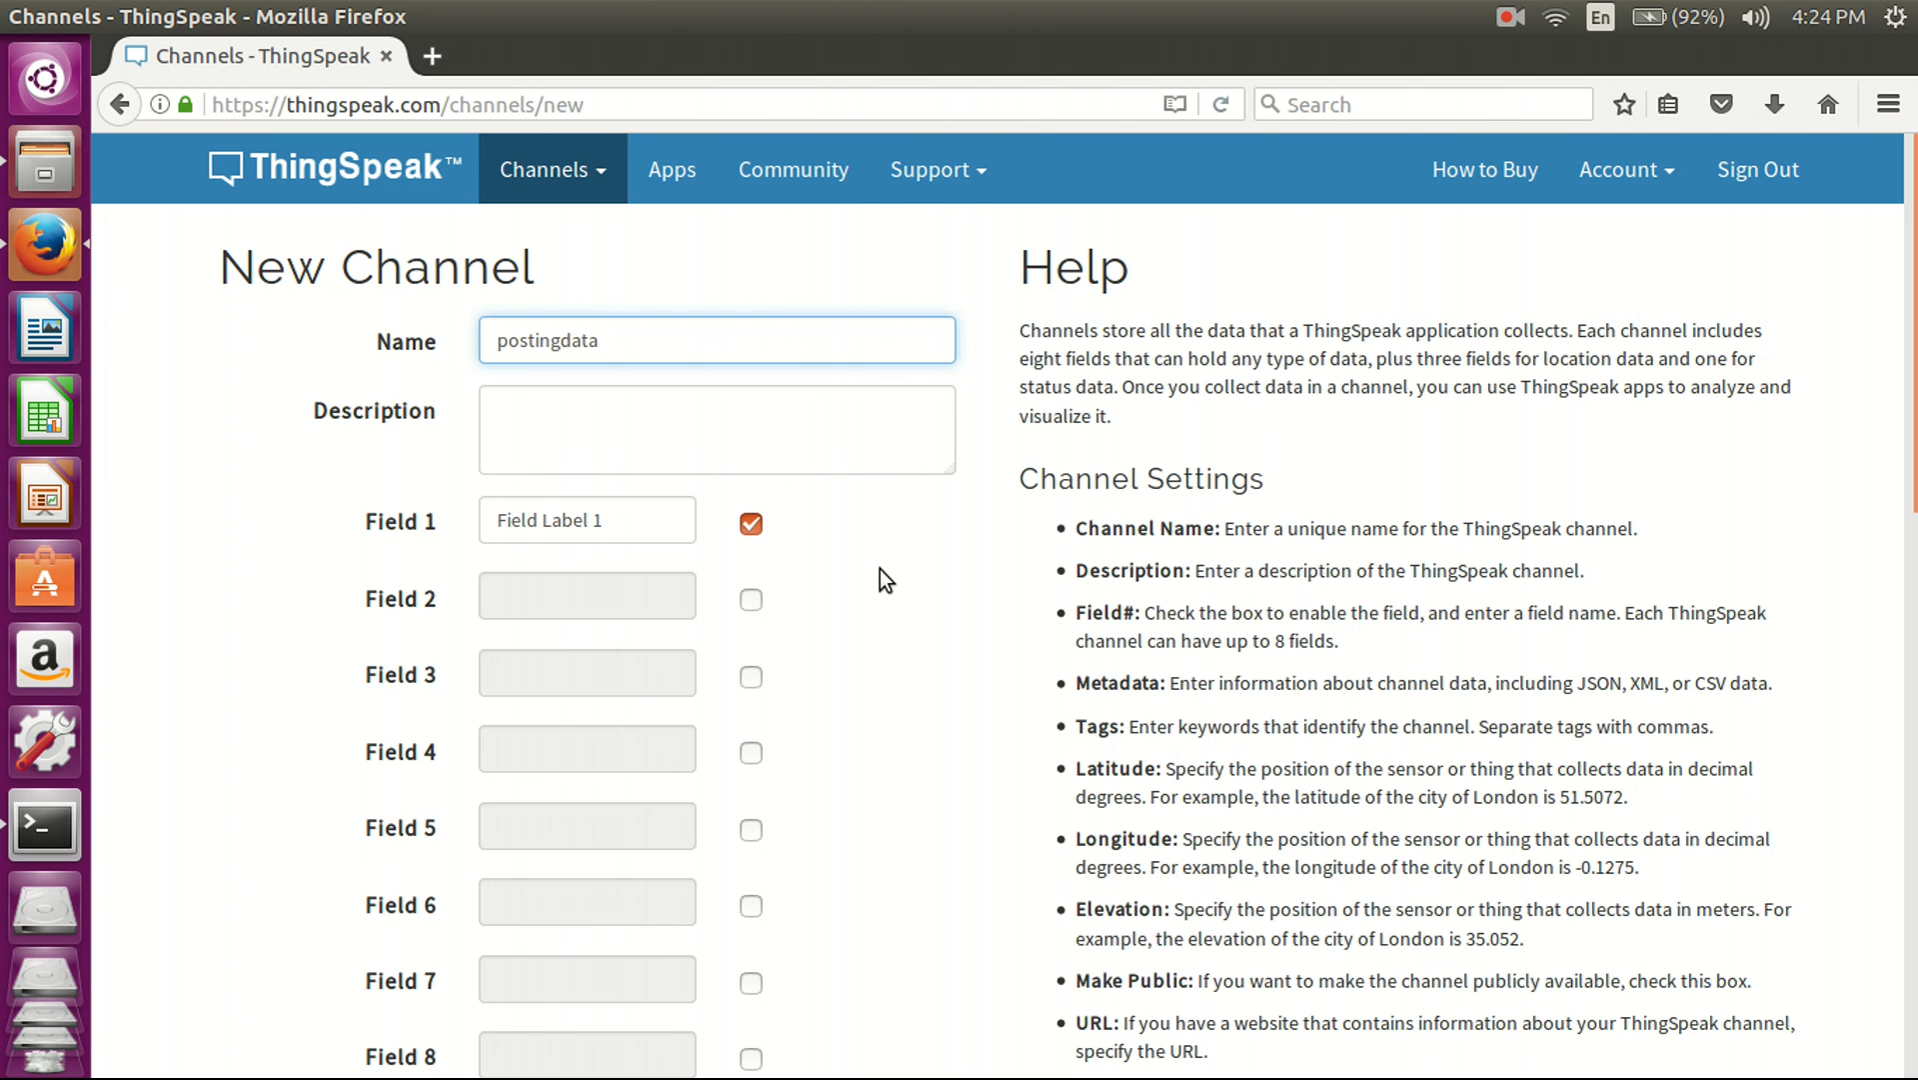 Channels - ThingSpeak - Mozilla Firefox
En (92%) 4:24 PM
Channels - ThingSpeak
https://thingspeak.com/channels/new
Search
ThingSpeak™ Channels Apps Community Support How to Buy Account Sign Out
New Channel
Name postingdata
Description
Field 1 Field Label 1
Field 2
Field 3
Field 4
Field 5
Field 6
Field 7
Field 8
Help
Channels store all the data that a ThingSpeak application collects. Each channel includes
eight fields that can hold any type of data, plus three fields for location data and one for
status data. Once you collect data in a channel, you can use ThingSpeak apps to analyze and
visualize it.
Channel Settings
• Channel Name: Enter a unique name for the ThingSpeak channel.
• Description: Enter a description of the ThingSpeak channel.
• Field#: Check the box to enable the field, and enter a field name. Each ThingSpeak
channel can have up to 8 fields.
• Metadata: Enter information about channel data, including JSON, XML, or CSV data.
• Tags: Enter keywords that identify the channel. Separate tags with commas.
• Latitude: Specify the position of the sensor or thing that collects data in decimal
degrees. For example, the latitude of the city of London is 51.5072.
• Longitude: Specify the position of the sensor or thing that collects data in decimal
degrees. For example, the longitude of the city of London is -0.1275.
• Elevation: Specify the position of the sensor or thing that collects data in meters. For
example, the elevation of the city of London is 35.052.
• Make Public: If you want to make the channel publicly available, check this box.
• URL: If you have a website that contains information about your ThingSpeak channel,
specify the URL.